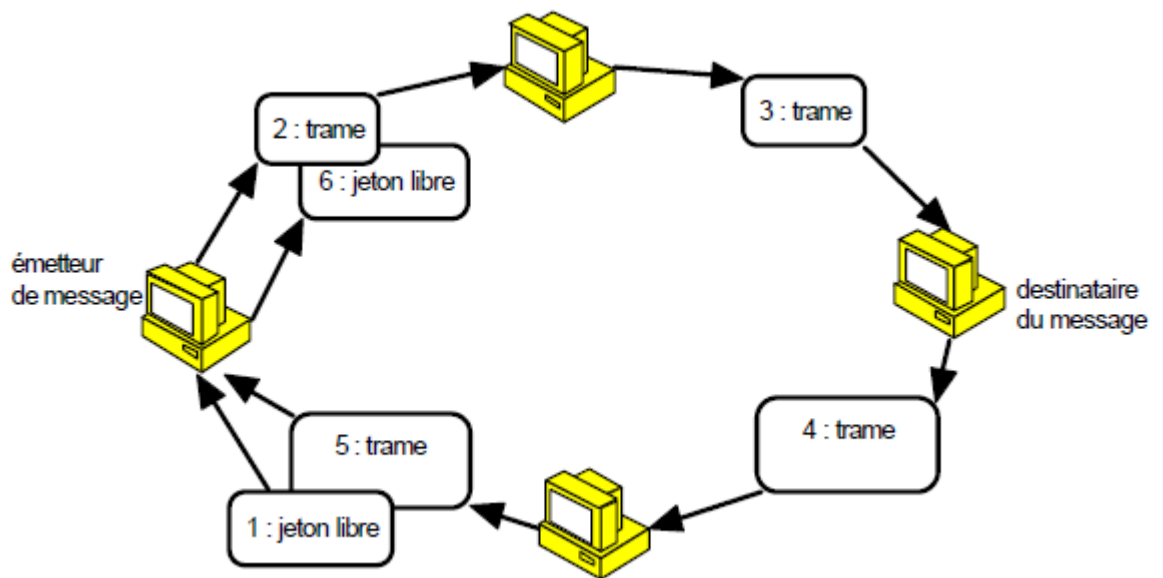 2 : trame
3 : trame
6 : jeton libre
émetteur
de message
destinataire
du message
4 : trame
5 : trame
1 : jeton libre